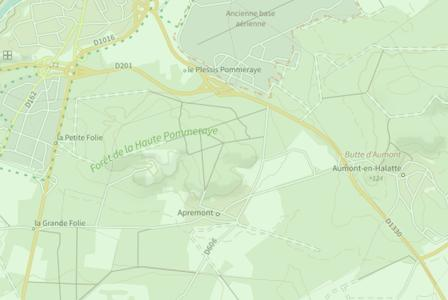 Ancienne base
aérienne
D1016
D201
le Plessis Pommeraye
D162
la Petite Folie
Forêt de la Haute Pommeraye
Butte d'Aumont
Aumont-en-Halatte
124
Apremont
la Grande Folie
D1330
D606